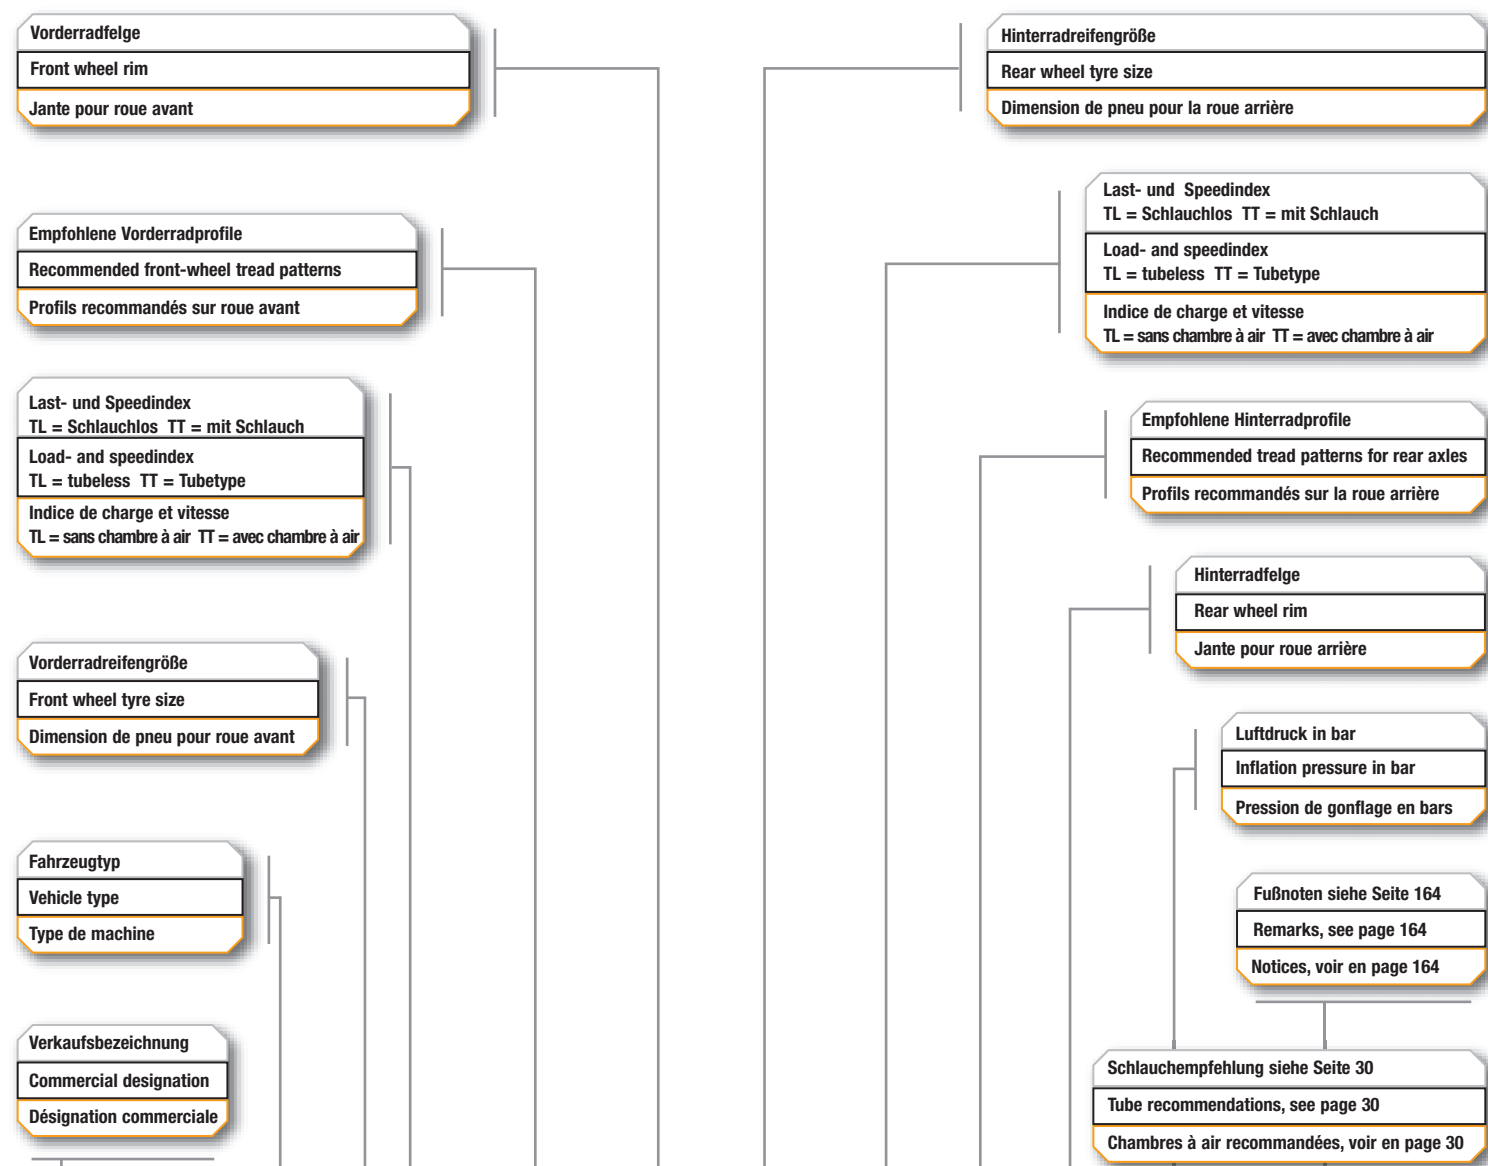 Vorderradfelge
Front wheel rim
Jante pour roue avant
Empfohlene Vorderradprofile
Recommended front-wheel tread patterns
Profils recommandés sur roue avant
Last- und Speedindex
TL = Schlauchlos TT = mit Schlauch
Load- and speedindex
TL = tubeless TT = Tubetype
Indice de charge et vitesse
TL = sans chambre à air TT = avec chambre à air
Vorderradreifengröße
Front wheel tyre size
Dimension de pneu pour roue avant
Fahrzeugtyp
Vehicle type
Type de machine
Verkaufsbezeichnung
Commercial designation
Désignation commerciale
Hinterradreifengröße
Rear wheel tyre size
Dimension de pneu pour la roue arrière
Last- und Speedindex
TL = Schlauchlos TT = mit Schlauch
Load- and speedindex
TL = tubeless TT = Tubetype
Indice de charge et vitesse
TL = sans chambre à air TT = avec chambre à air
Empfohlene Hinterradprofile
Recommended tread patterns for rear axles
Profils recommandés sur la roue arrière
Hinterradfelge
Rear wheel rim
Jante pour roue arrière
Luftdruck in bar
Inflation pressure in bar
Pression de gonflage en bars
Fußnoten siehe Seite 164
Remarks, see page 164
Notices, voir en page 164
Schlauchempfehlung siehe Seite 30
Tube recommendations, see page 30
Chambres à air recommandées, voir en page 30